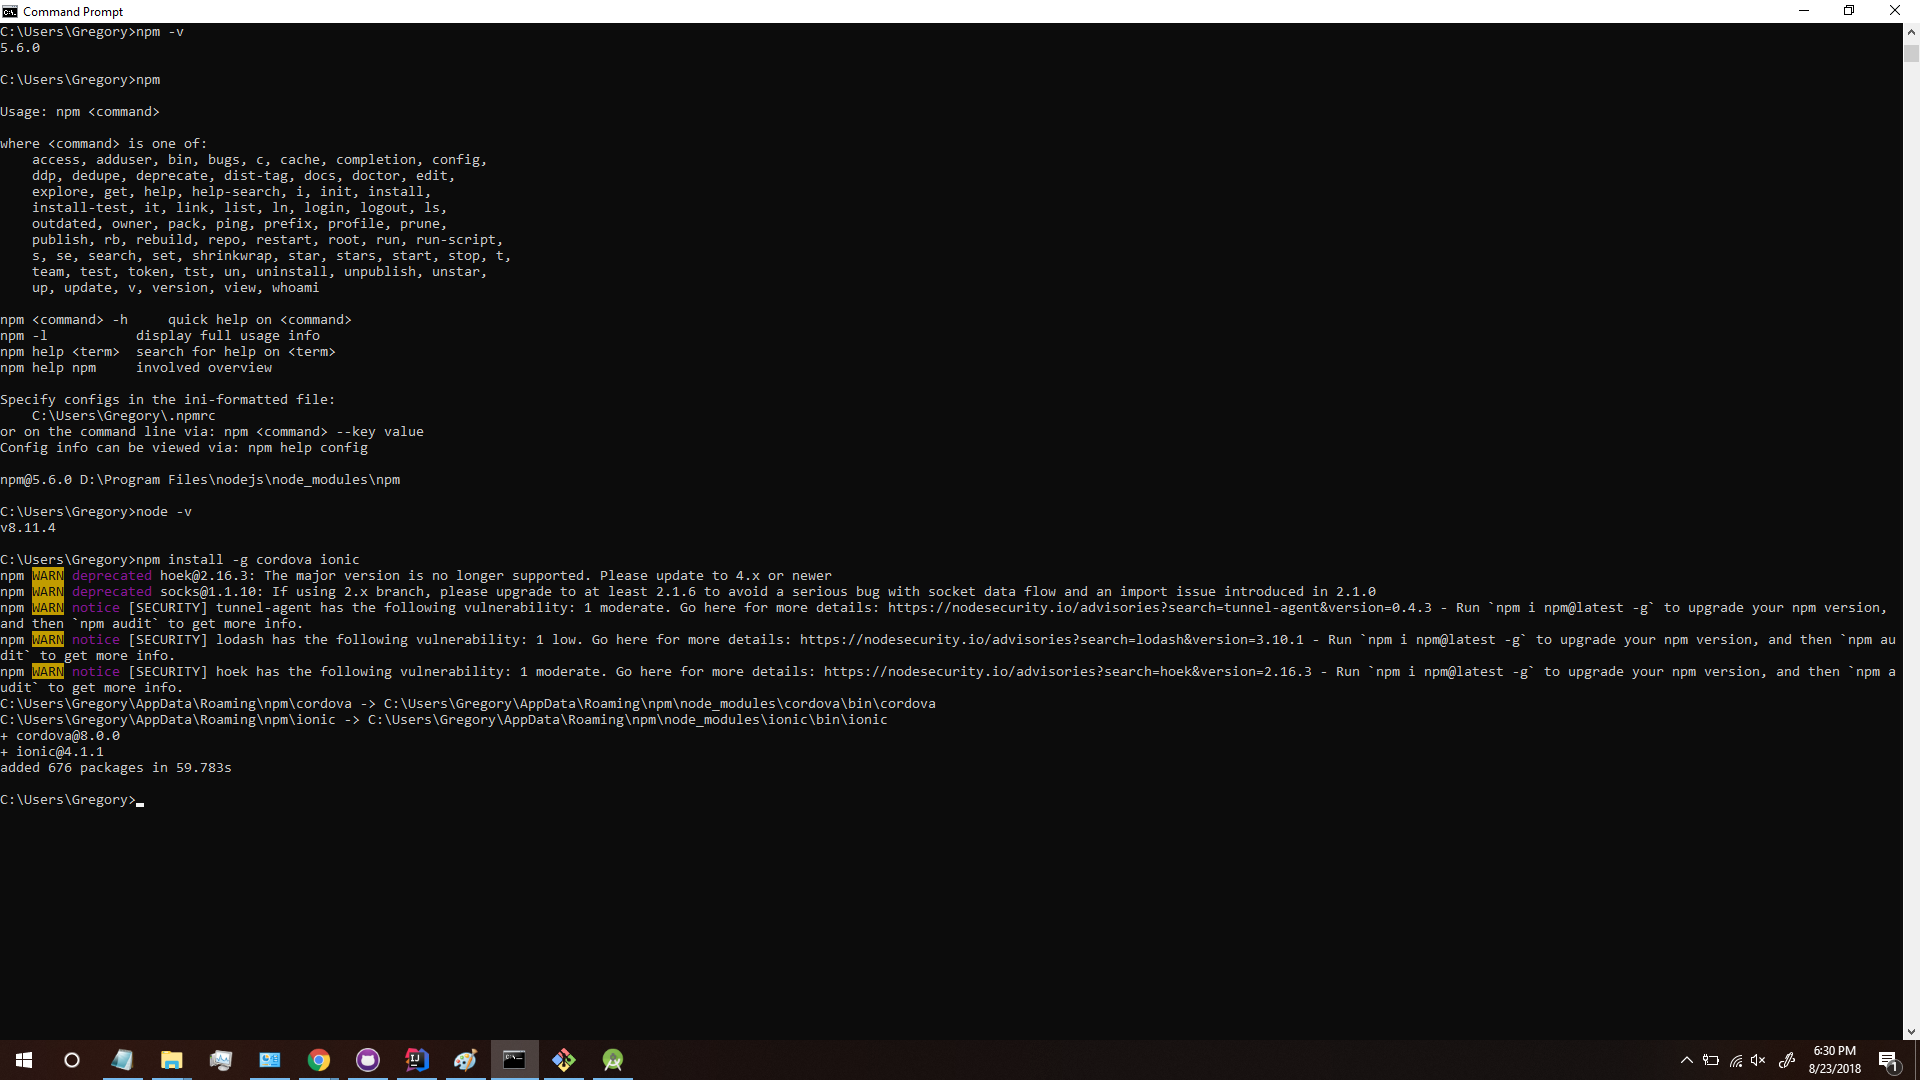 Command Prompt
C:\Users\Gregory>npm -v
5.6.0
C:\Users\Gregory>npm
Usage: npm <command>
where <command> is one of:
    access, adduser, bin, bugs, c, cache, completion, config,
    ddp, dedupe, deprecate, dist-tag, docs, doctor, edit,
    explore, get, help, help-search, i, init, install,
    install-test, it, link, list, ln, login, logout, ls,
    outdated, owner, pack, ping, prefix, profile, prune,
    publish, rb, rebuild, repo, restart, root, run, run-script,
    s, se, search, set, shrinkwrap, star, stars, start, stop, t,
    team, test, token, tst, un, uninstall, unpublish, unstar,
    up, update, v, version, view, whoami
npm <command> -h     quick help on <command>
npm -l           display full usage info
npm help <term>  search for help on <term>
npm help npm     involved overview
Specify configs in the ini-formatted file:
    C:\Users\Gregory\.npmrc
or on the command line via: npm <command> --key value
Config info can be viewed via: npm help config
npm@5.6.0 D:\Program Files\nodejs\node_modules\npm
C:\Users\Gregory>node -v
v8.11.4
C:\Users\Gregory>npm install -g cordova ionic
npm WARN deprecated hoek@2.16.3: The major version is no longer supported. Please update to 4.x or newer
npm WARN deprecated socks@1.1.10: If using 2.x branch, please upgrade to at least 2.1.6 to avoid a serious bug with socket data flow and an import issue introduced in 2.1.0
npm WARN notice [SECURITY] tunnel-agent has the following vulnerability: 1 moderate. Go here for more details: https://nodesecurity.io/advisories?search=tunnel-agent&version=0.4.3 - Run `npm i npm@latest -g` to upgrade your npm version,
and then `npm audit` to get more info.
npm WARN notice [SECURITY] lodash has the following vulnerability: 1 low. Go here for more details: https://nodesecurity.io/advisories?search=lodash&version=3.10.1 - Run `npm i npm@latest -g` to upgrade your npm version, and then `npm au
dit` to get more info.
npm WARN notice [SECURITY] hoek has the following vulnerability: 1 moderate. Go here for more details: https://nodesecurity.io/advisories?search=hoek&version=2.16.3 - Run `npm i npm@latest -g` to upgrade your npm version, and then `npm a
udit` to get more info.
C:\Users\Gregory\AppData\Roaming\npm\cordova -> C:\Users\Gregory\AppData\Roaming\npm\node_modules\cordova\bin\cordova
C:\Users\Gregory\AppData\Roaming\npm\ionic -> C:\Users\Gregory\AppData\Roaming\npm\node_modules\ionic\bin\ionic
+ cordova@8.0.0
+ ionic@4.1.1
added 676 packages in 59.783s
C:\Users\Gregory>
6:30 PM
8/23/2018
1